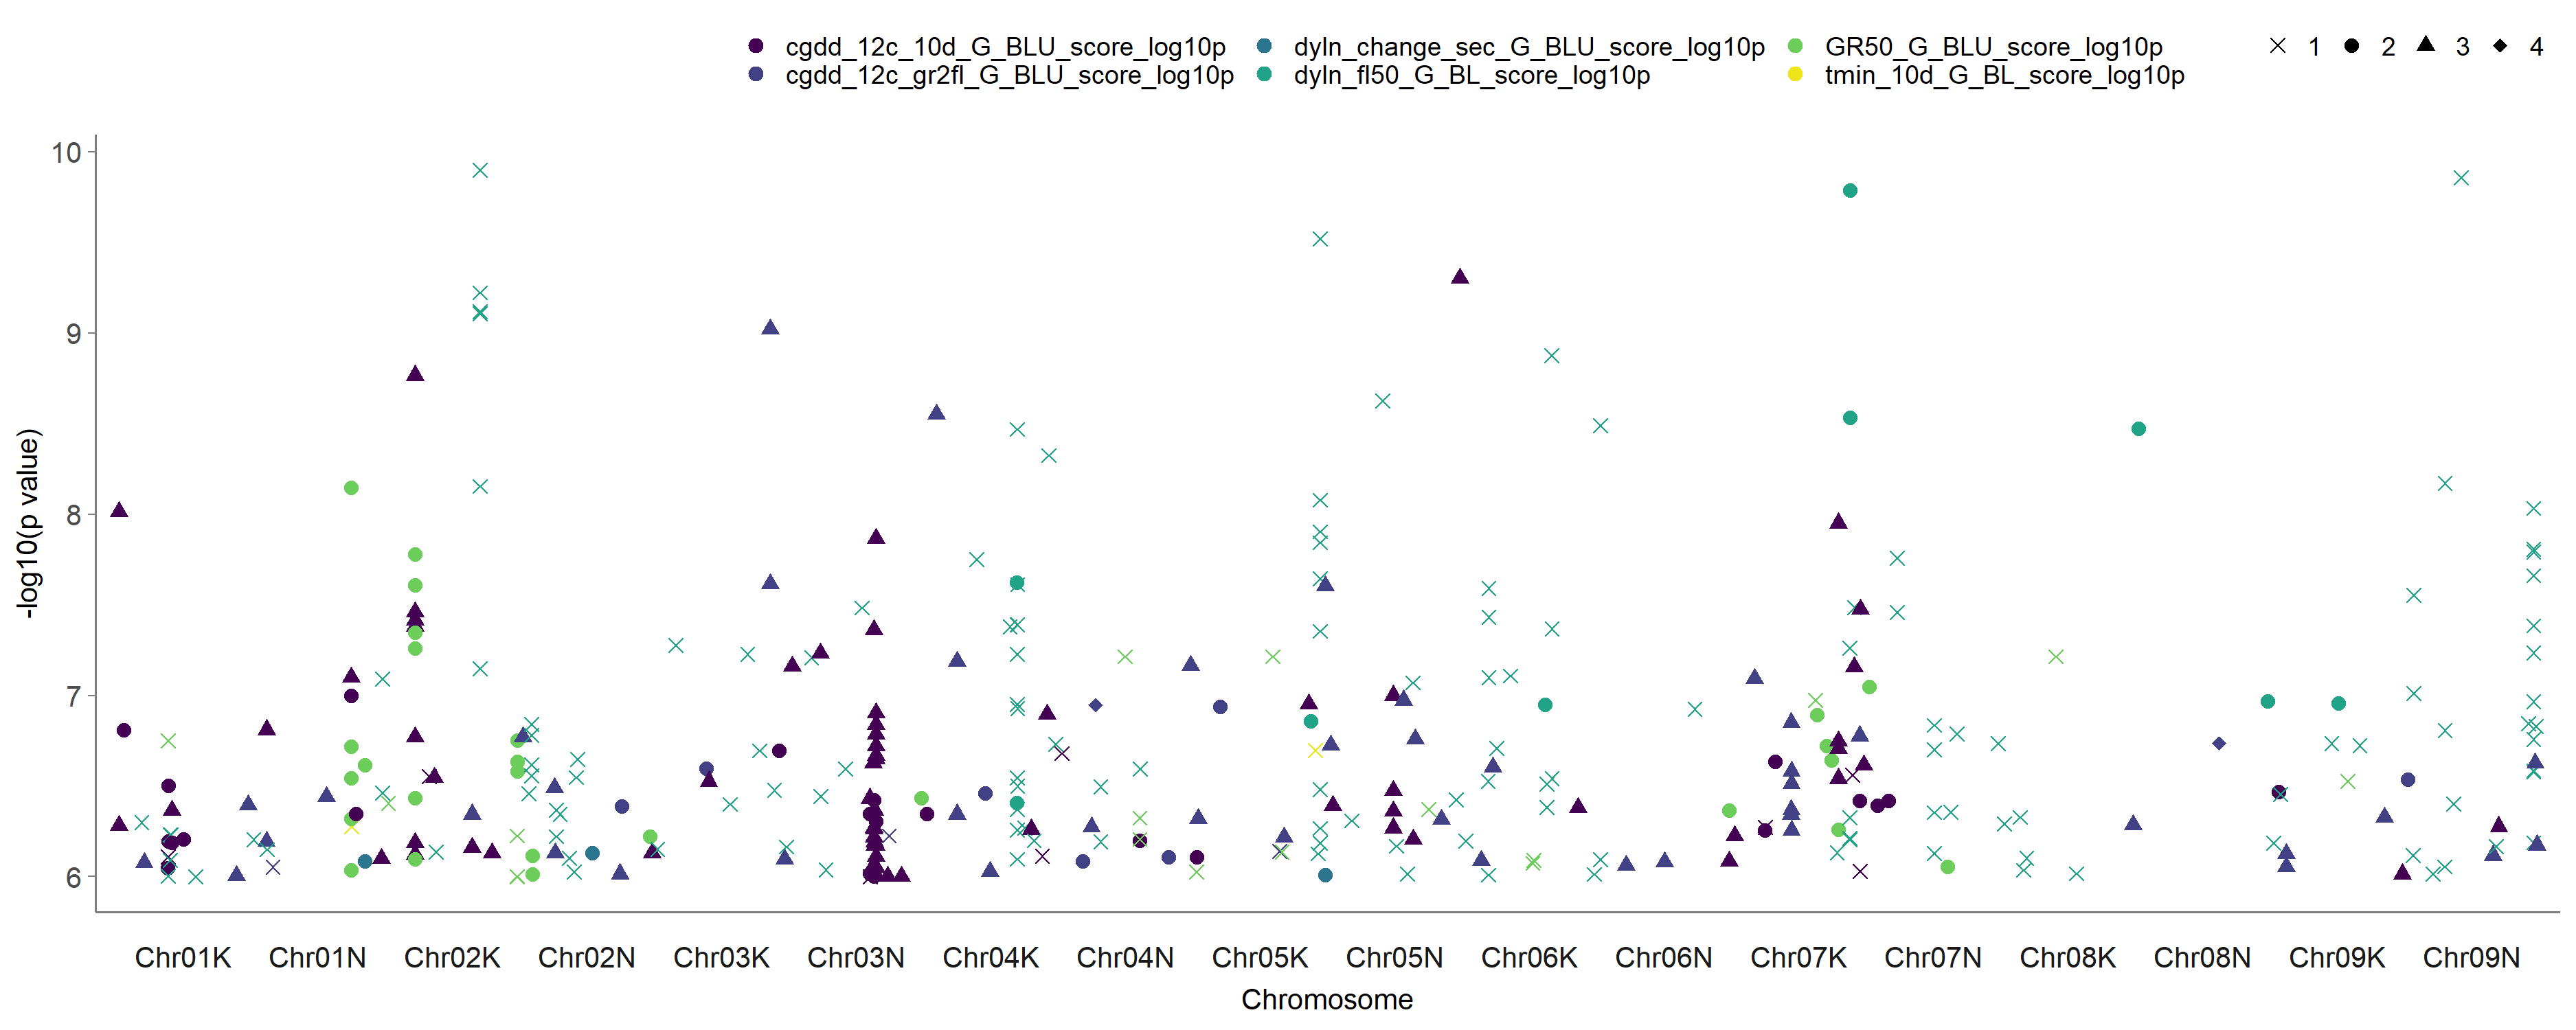 cgdd_12c_10d_G_BLU_score_log10p dyln_change_sec_G_BLU_score_log10p GR50_G_BLU_score_log10p 1 2 3 4
cgdd_12c_gr2fl_G_BLU_score_log10p dyln_fl50_G_BL_score_log10p tmin_10d_G_BL_score_log10p
10
9
8
7
6
-log10(p value)
Chr01K Chr01N Chr02K Chr02N Chr03K Chr03N Chr04K Chr04N Chr05K Chr05N Chr06K Chr06N Chr07K Chr07N Chr08K Chr08N Chr09K Chr09N
Chromosome